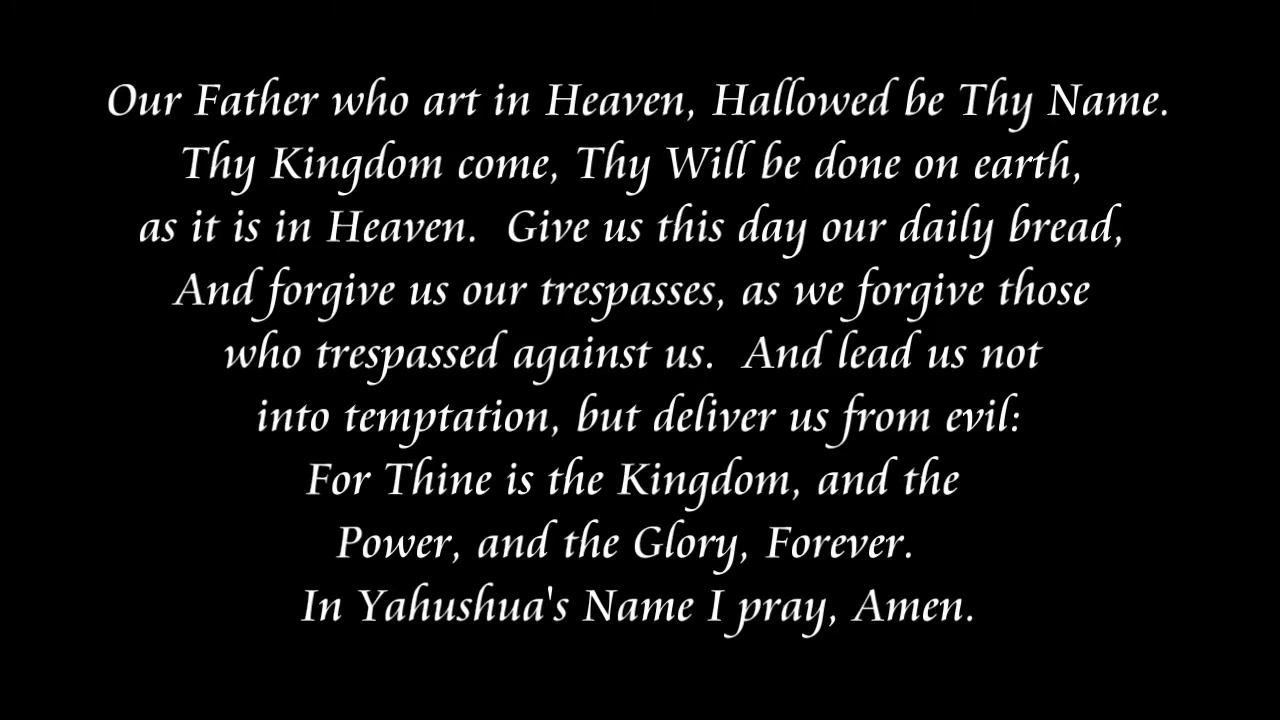 Our Father who art in Heaven, Hallowed be Thy Name.
Thy Kingdom come, Thy Will be done on earth,
as it is in Heaven.  Give us this day our daily bread,
And forgive us our trespasses, as we forgive those
who trespassed against us.  And lead us not
into temptation, but deliver us from evil:
For Thine is the Kingdom, and the
Power, and the Glory, Forever.
In Yahushua's Name I pray, Amen.